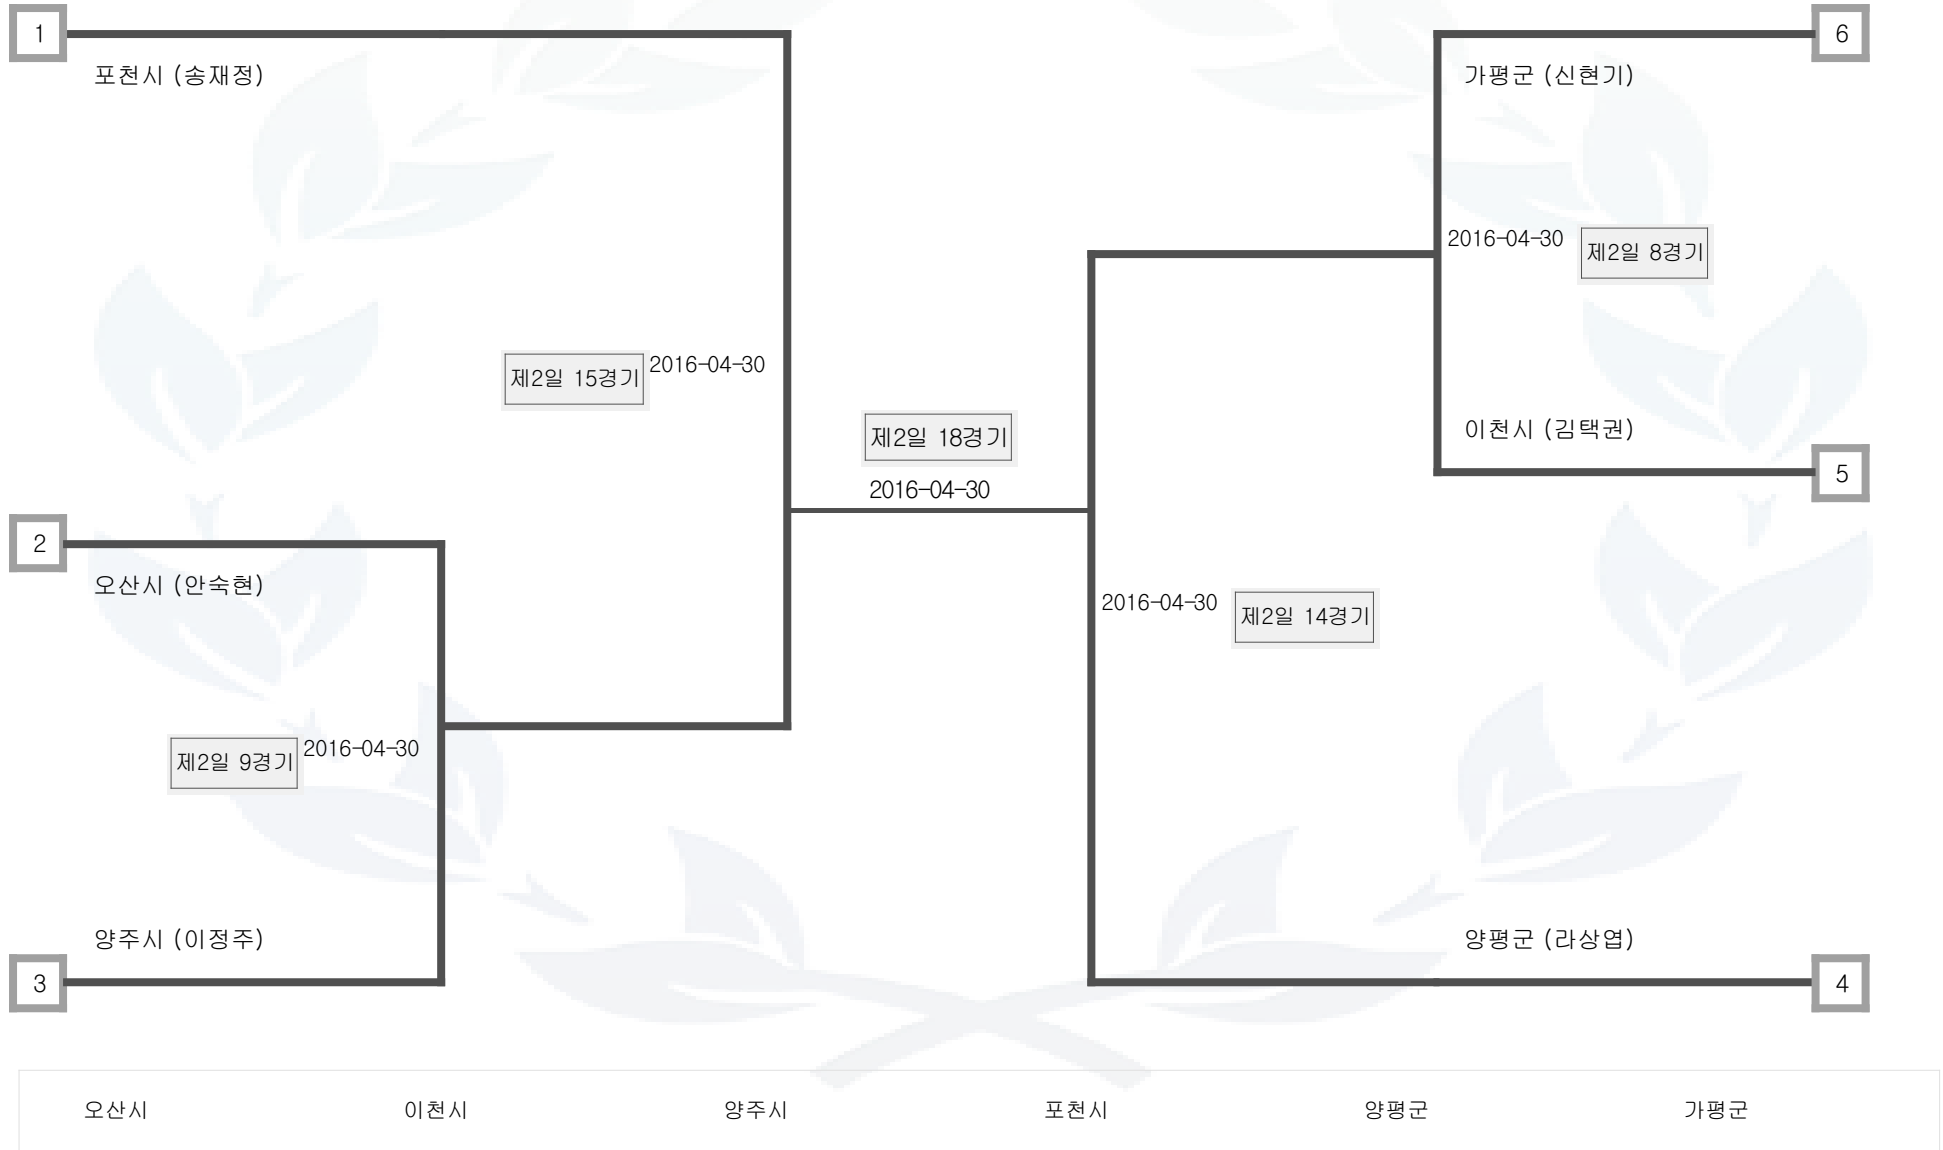 1
6
포천시 (송재정)
가평군 (신현기)
2016-04-30
제2일 8경기
제2일 15경기
2016-04-30
제2일 18경기
이천시 (김택권)
5
2016-04-30
2
오산시 (안숙현)
2016-04-30
제2일 14경기
제2일 9경기
2016-04-30
양주시 (이정주)
양평군 (라상엽)
3
4
오산시 이천시 양주시 포천시 양평군 가평군